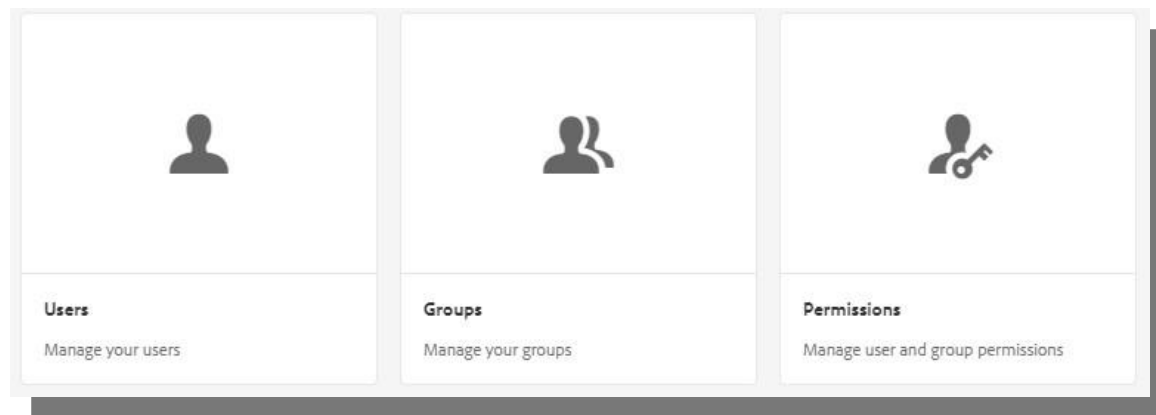 Users
Manage your users
Groups
Manage your groups
Permissions
Manage user and group permissions